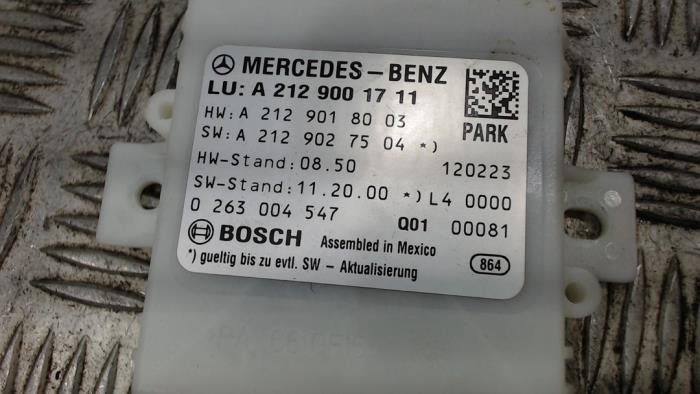 MERCEDES-BENZ
LU: A 212 900 17 11
HW: A 212 901 80 03
SW: A 212 902 75 04 *)
PARK
HW-Stand: 08.50 120223
SW-Stand: 11.20.00 *) L4 0000
0 263 004 547 Q01 00081
BOSCH Assembled in Mexico
*) gueltig bis zu evtl. SW - Aktualisierung 864